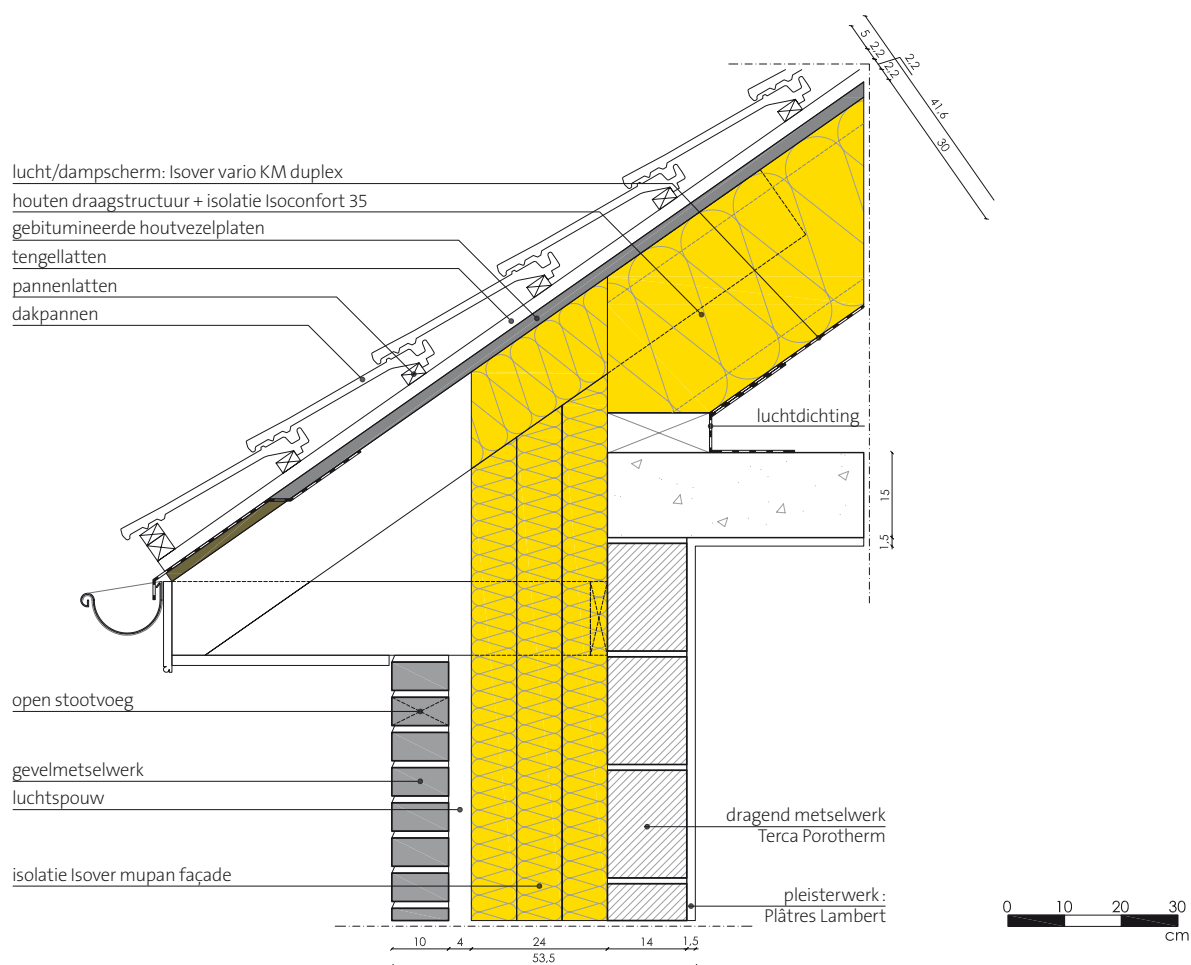 5
2,2
2,2
2,2
41,6
30
lucht/dampscherm: Isover vario KM duplex
houten draagstructuur + isolatie Isoconfort 35
gebitumineerde houtvezelplaten
tengellatten
pannenlatten
dakpannen
luchtdichting
15
1,5
open stootvoeg
gevelmetselwerk
luchtspouw
isolatie Isover mupan façade
dragend metselwerk
Terca Porotherm
pleisterwerk :
Plâtres Lambert
10 4 24 14 1,5
53,5
0 10 20 30
cm